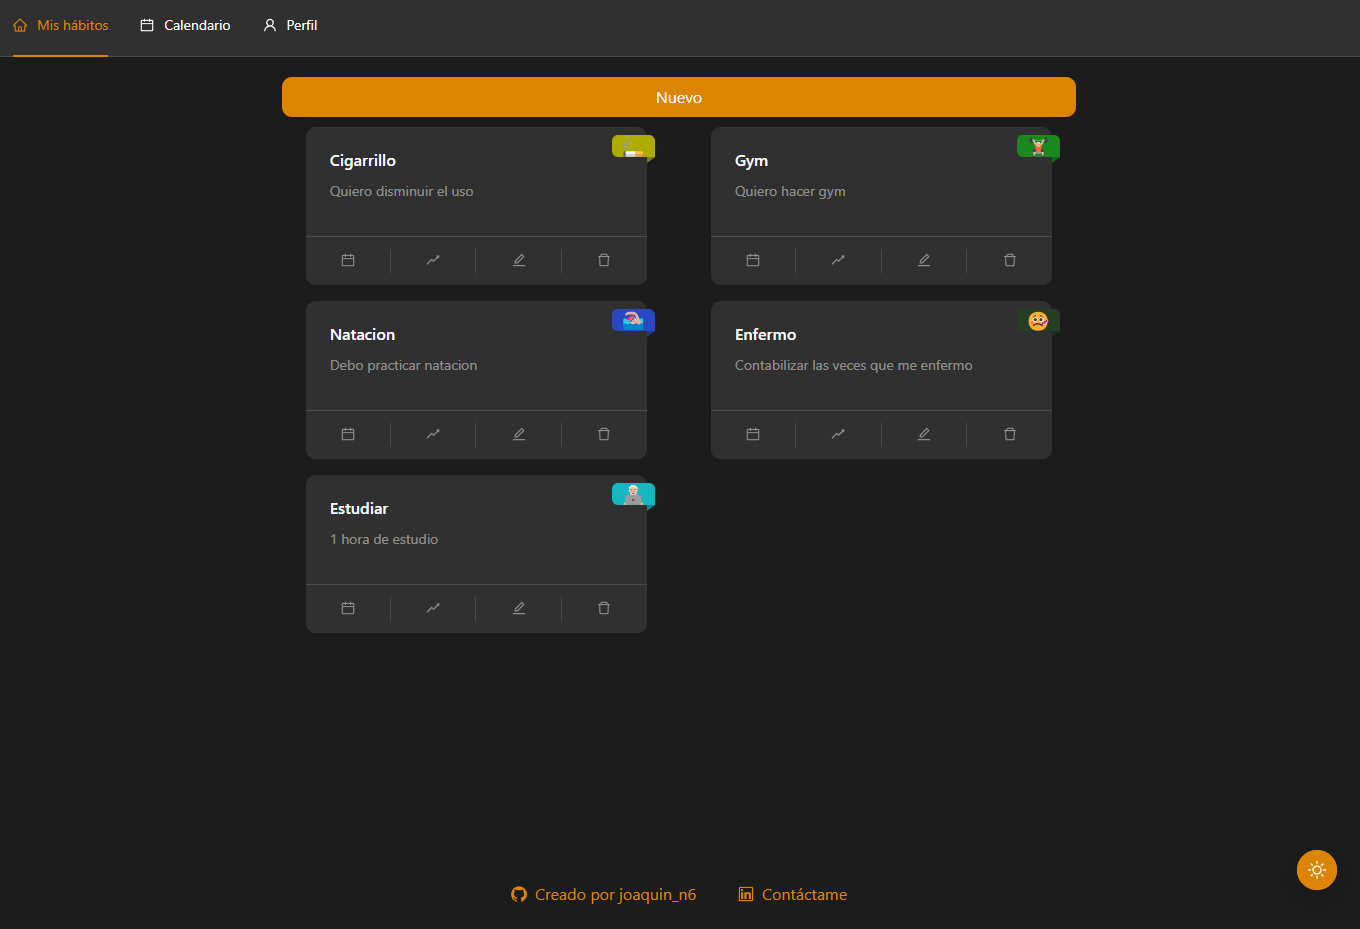 Mis hábitos
Calendario
Perfil
Nuevo
Cigarrillo
Quiero disminuir el uso
Gym
Quiero hacer gym
Natacion
Debo practicar natacion
Enfermo
Contabilizar las veces que me enfermo
Estudiar
1 hora de estudio
Creado por joaquin_n6
Contáctame